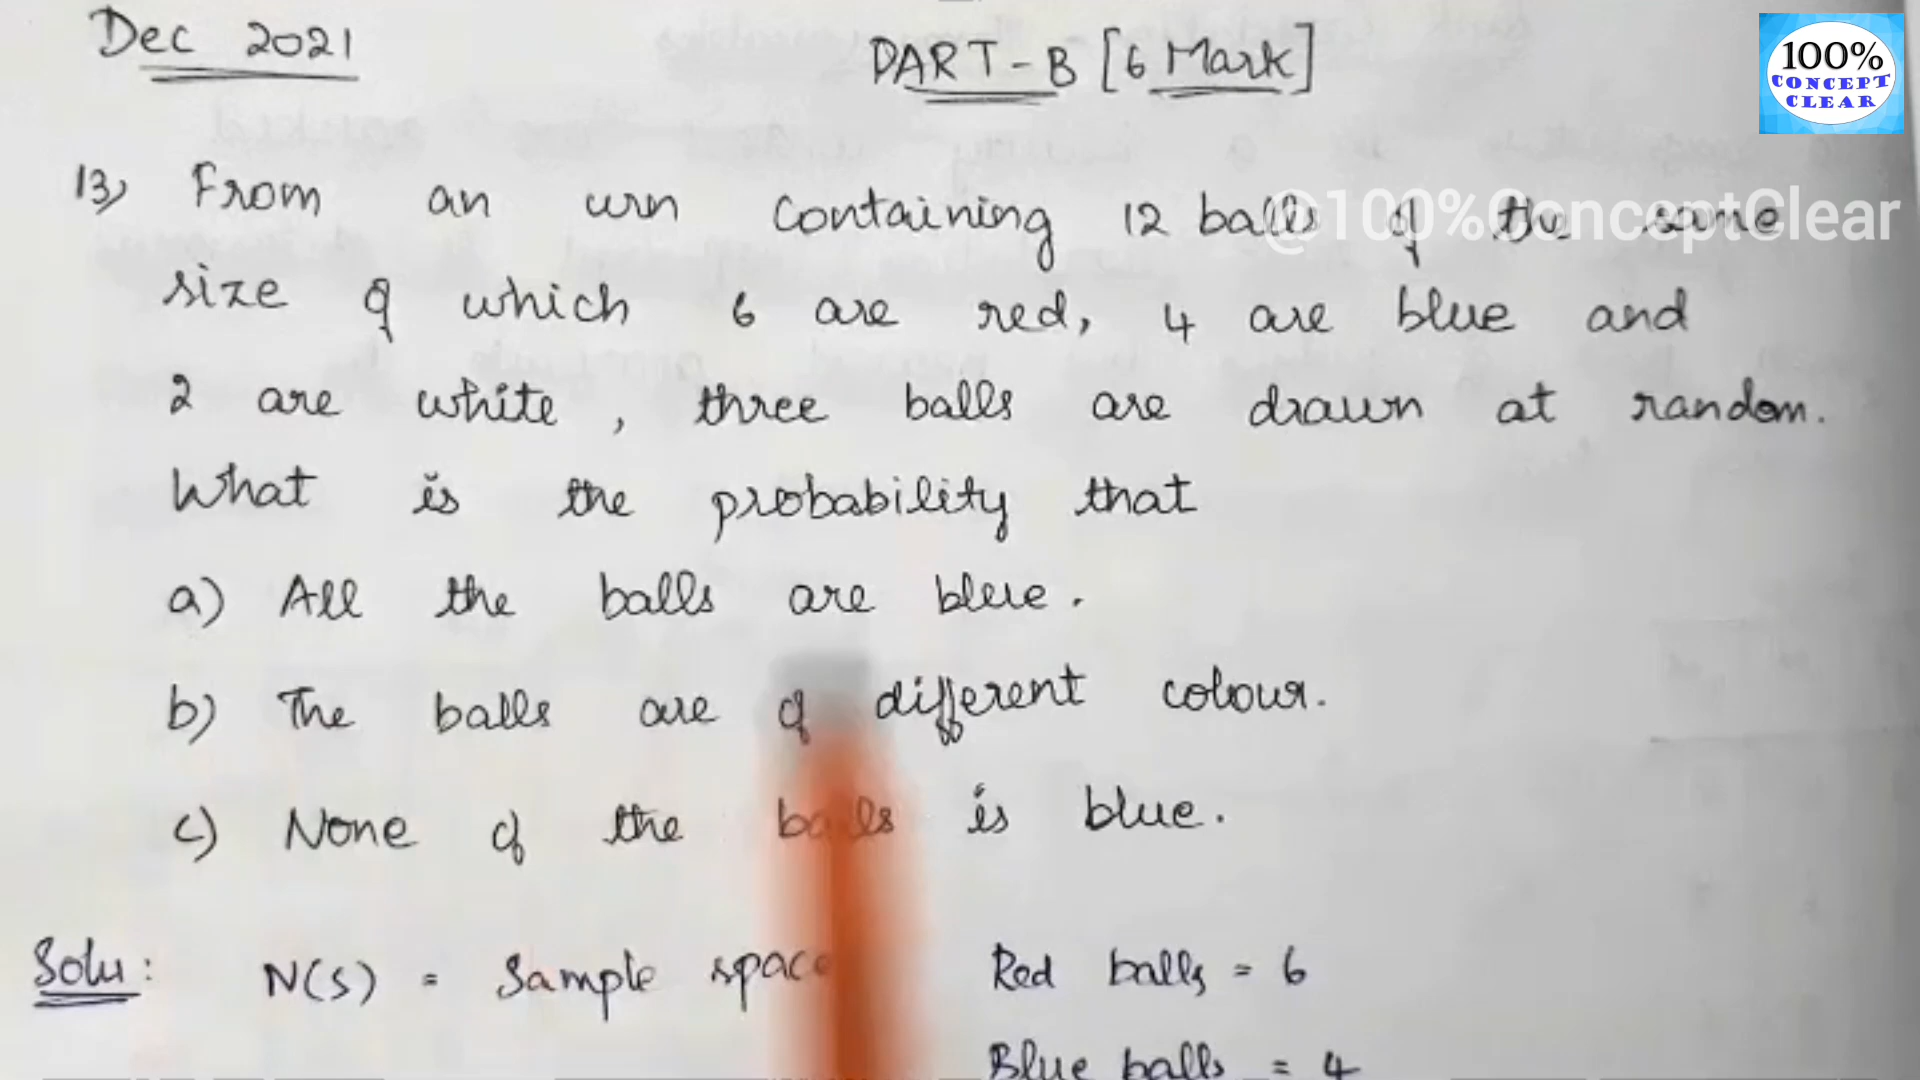 Dec 2021
PART-B [6 Mark]
100%
CONCEPT
CLEAR
13) From an urn containing 12 balls of the same
@100%ConceptClear
size of which 6 are red, 4 are blue and
2 are white, three balls are drawn at random.
What is the probability that
a) All the balls are blue.
b) The balls are of different colour.
c) None of the balls is blue.
Solu: N(S) = Sample space Red balls = 6
Blue balls = 4